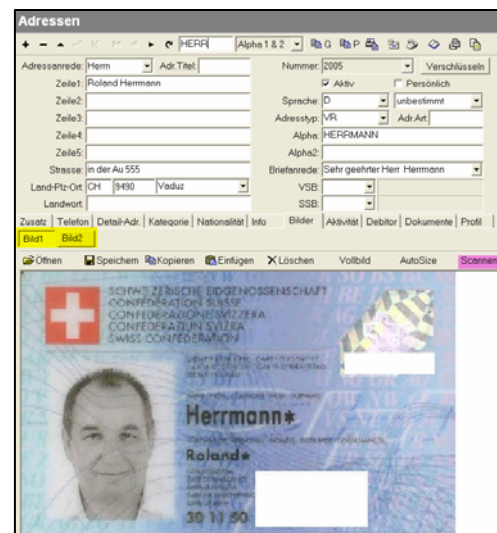 Adressen
HERR Alpha 1 & 2 G P
Adressanrede: Herrn Adr.Titel: Nummer: 2005 Verschlüsseln
Zeile1: Roland Herrmann Aktiv Persönlich
Zeile2: Sprache: D unbestimmt
Zeile3: Adresstyp: VR Adr.Art
Zeile4: Alpha: HERRMANN
Zeile5: Alpha2:
Strasse: in der Au 555 Briefanrede: Sehr geehrter Herr Herrmann
Land-Plz-Ort: CH 9490 Vaduz VSB:
Landwort: SSB:
Zusatz Telefon Detail-Adr. Kategorie Nationalität Info Bilder Aktivität Debitor Dokumente Profil
Bild1 Bild2
Öffnen Speichern Kopieren Einfügen Löschen Vollbild AutoSize Scannen
SCHWEIZERISCHE EIDGENOSSENSCHAFT
CONFÉDÉRATION SUISSE
CONFEDERAZIONE SVIZZERA
CONFEDERAZIUN SVIZRA
SWISS CONFEDERATION
Herrmann*
Roland*
30 11 50